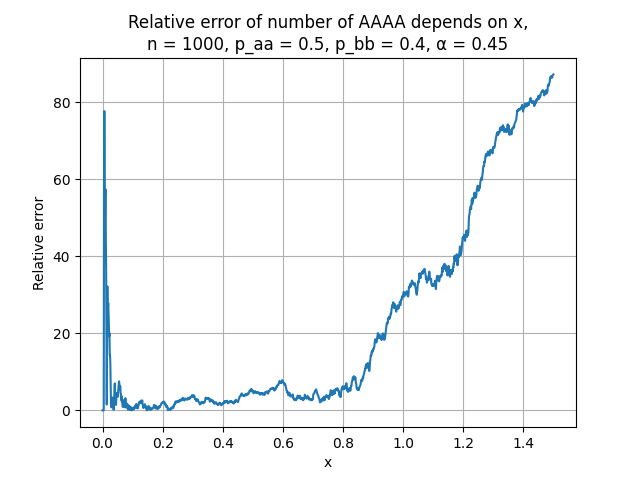 Relative error of number of AAAA depends on x,
n = 1000, p_aa = 0.5, p_bb = 0.4, α = 0.45
Relative error
80
60
40
20
0
0.0 0.2 0.4 0.6 0.8 1.0 1.2 1.4
x